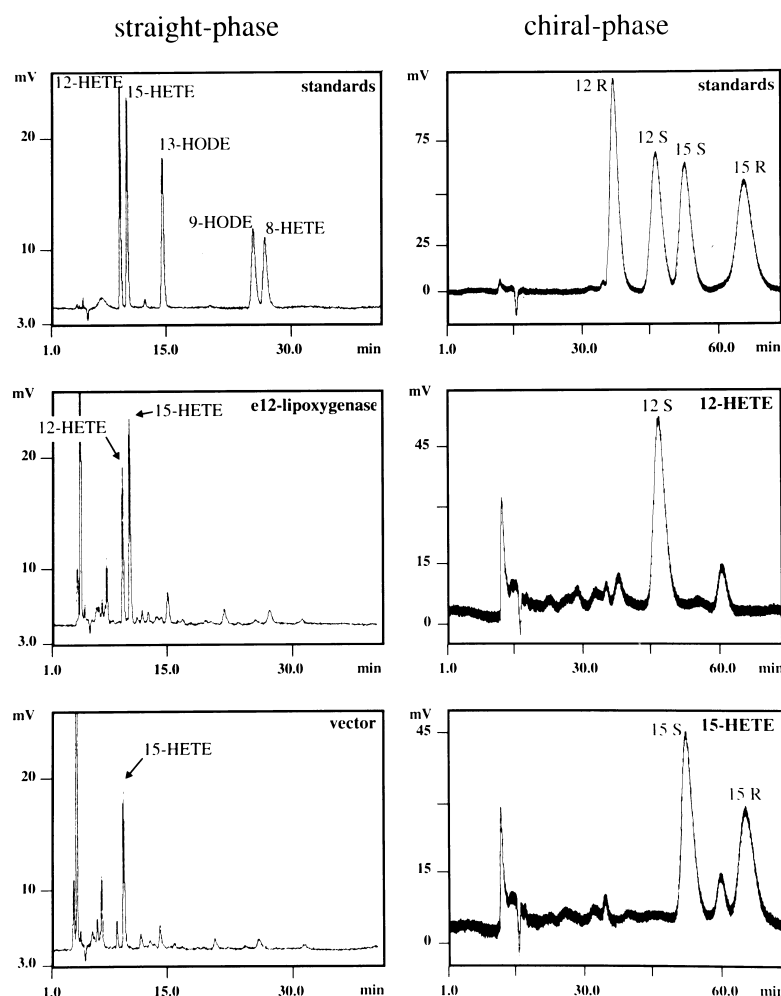 straight-phase
chiral-phase
mV
12-HETE
15-HETE
standards
20
13-HODE
9-HODE
8-HETE
10
3.0
1.0
15.0
30.0
min
mV
12 R
standards
12 S
15 S
15 R
75
25
0
1.0
30.0
60.0
min
mV
e12-lipoxygenase
15-HETE
12-HETE
20
10
3.0
1.0
15.0
30.0
min
mV
12 S
12-HETE
45
15
0
1.0
30.0
60.0
min
mV
vector
15-HETE
20
10
3.0
1.0
15.0
30.0
min
mV
15 S
15-HETE
45
15 R
15
0
1.0
30.0
60.0
min